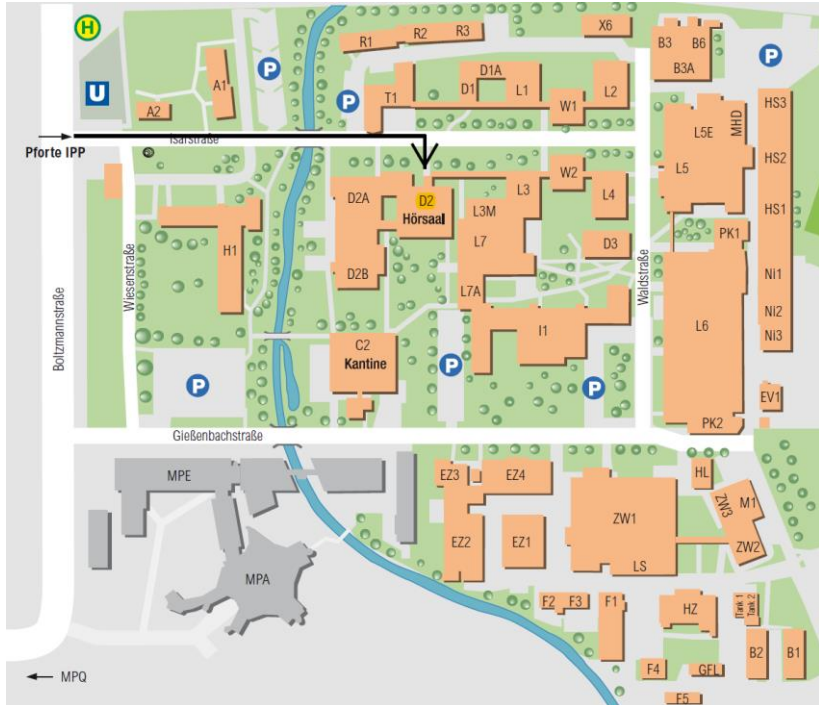 H
X6
R3
R2
R1
B3
B6
B3A
P
P
P
U
A1
A2
D1A
D1
L1
L2
T1
W1
HS3
MHD
L5E
HS2
L5
Pforte IPP
Isarstraße
D2A
D2
Hörsaal
W2
L3
L4
L3M
HS1
PK1
H1
L7
D3
D2B
L7A
Boltzmannstraße
Wiesenstraße
Waldstraße
Ni1
L6
Ni2
Ni3
I1
C2
Kantine
P
P
P
EV1
PK2
Gießenbachstraße
MPE
EZ3
EZ4
HL
ZW3
M1
ZW1
EZ2
EZ1
ZW2
LS
MPA
F2
F3
F1
HZ
Tank 1
Tank 2
B2
B1
F4
GFL
F5
MPQ